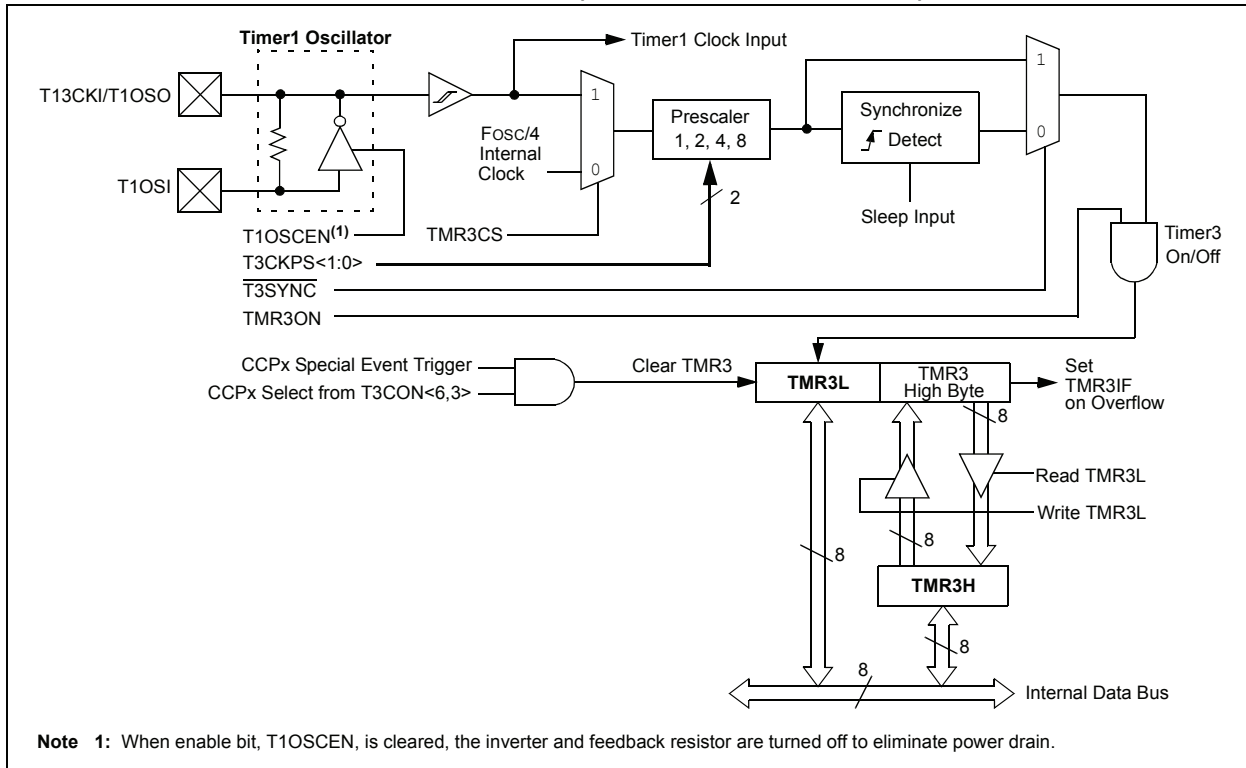 Timer1 Oscillator
Timer1 Clock Input
T13CKI/T1OSO
1
FOSC/4
Internal
Clock
0
Prescaler
1, 2, 4, 8
Synchronize
Detect
1
0
T1OSI
2
Sleep Input
T1OSCEN(1)
TMR3CS
Timer3
On/Off
T3CKPS<1:0>
T3SYNC
TMR3ON
CCPx Special Event Trigger
CCPx Select from T3CON<6,3>
Clear TMR3
TMR3L
TMR3
High Byte
Set
TMR3IF
on Overflow
8
Read TMR3L
Write TMR3L
8
8
TMR3H
8
8
Internal Data Bus
Note 1: When enable bit, T1OSCEN, is cleared, the inverter and feedback resistor are turned off to eliminate power drain.